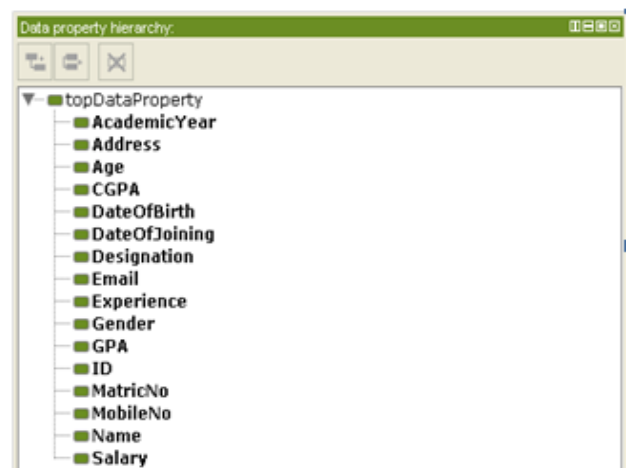 Data property hierarchy:
topDataProperty
AcademicYear
Address
Age
CGPA
DateOfBirth
DateOfJoining
Designation
Email
Experience
Gender
GPA
ID
MatricNo
MobileNo
Name
Salary